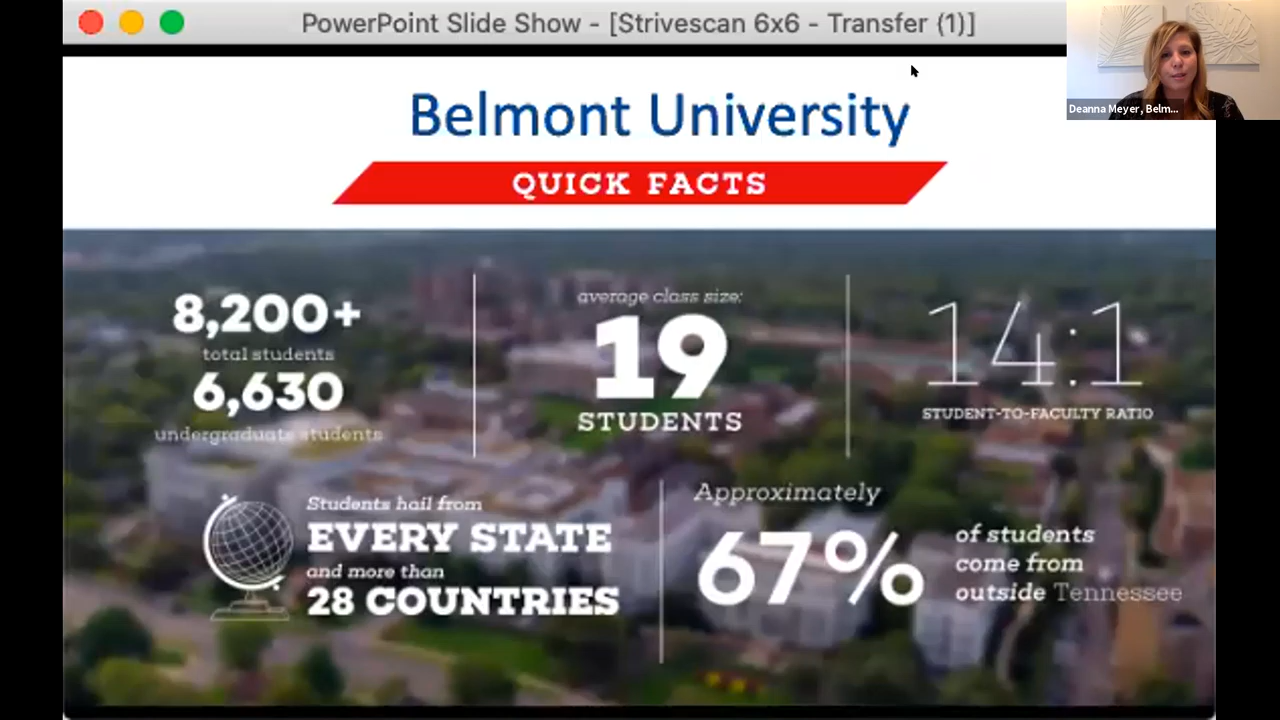 PowerPoint Slide Show - [Strivescan 6x6 - Transfer (1)]
Deanna Meyer, Belm...
Belmont University
QUICK FACTS
8,200+
total students
6,630
undergraduate students
average class size:
19
STUDENTS
14:1
STUDENT-TO-FACULTY RATIO
Students hail from
EVERY STATE
and more than
28 COUNTRIES
Approximately
67%
of students
come from
outside Tennessee